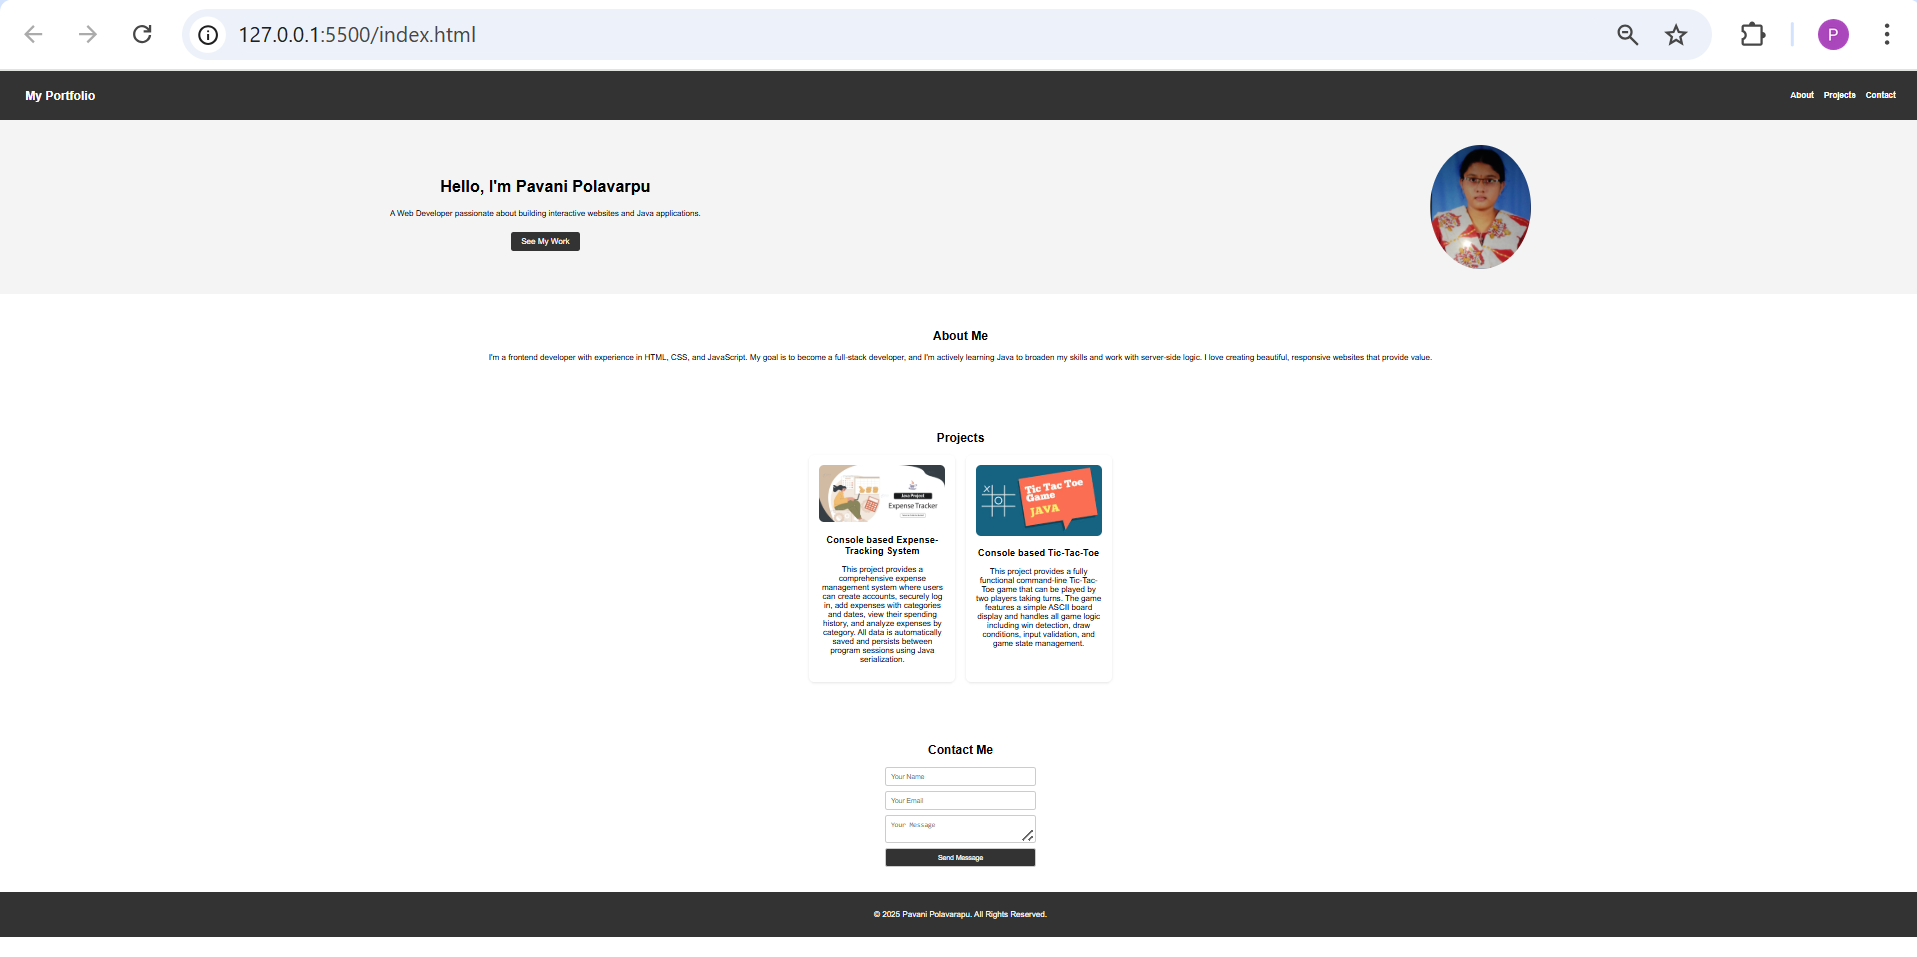 127.0.0.1:5500/index.html
P
My Portfolio
About Projects Contact
Hello, I'm Pavani Polavarpu
A Web Developer passionate about building interactive websites and Java applications.
See My Work
About Me
I'm a frontend developer with experience in HTML, CSS, and JavaScript. My goal is to become a full-stack developer, and I'm actively learning Java to broaden my skills and work with server-side logic. I love creating beautiful, responsive websites that provide value.
Projects
Java Project
Expense Tracker
Console based Expense-
Tracking System
This project provides a
comprehensive expense
management system where users
can create accounts, securely log
in, add expenses with categories
and dates, view their spending
history, and analyze expenses by
category. All data is automatically
saved and persists between
program sessions using Java
serialization.
Tic Tac Toe
Game
JAVA
Console based Tic-Tac-Toe
This project provides a fully
functional command-line Tic-Tac-
Toe game that can be played by
two players taking turns. The game
features a simple ASCII board
display and handles all game logic
including win detection, draw
conditions, input validation, and
game state management.
Contact Me
Your Name
Your Email
Your Message
Send Message
© 2025 Pavani Polavarapu. All Rights Reserved.